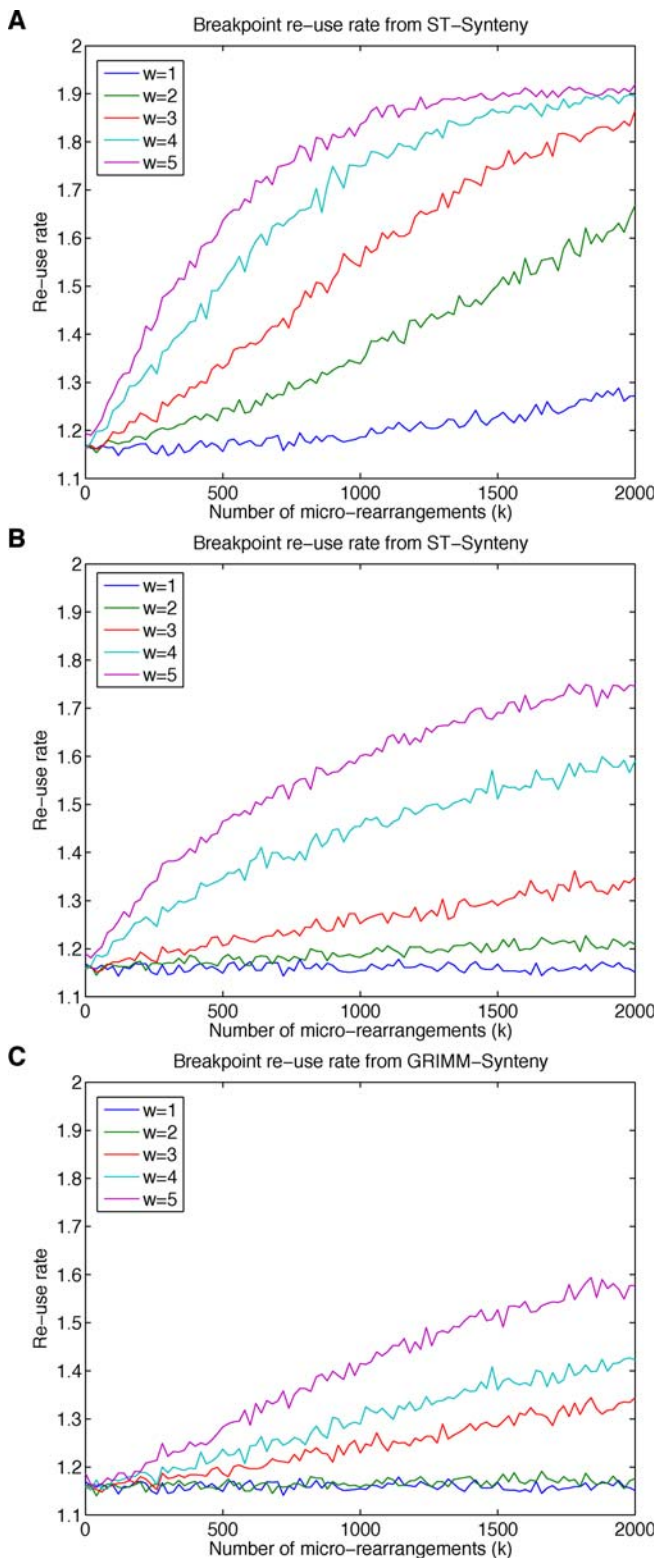 A
Breakpoint re-use rate from ST-Synteny
2
1.9
1.8
1.7
1.6
1.5
1.4
1.3
1.2
1.1
Re-use rate
w=1
w=2
w=3
w=4
w=5
0 500 1000 1500 2000
Number of micro-rearrangements (k)
B
Breakpoint re-use rate from ST-Synteny
2
1.9
1.8
1.7
1.6
1.5
1.4
1.3
1.2
1.1
Re-use rate
w=1
w=2
w=3
w=4
w=5
0 500 1000 1500 2000
Number of micro-rearrangements (k)
C
Breakpoint re-use rate from GRIMM-Synteny
2
1.9
1.8
1.7
1.6
1.5
1.4
1.3
1.2
1.1
Re-use rate
w=1
w=2
w=3
w=4
w=5
0 500 1000 1500 2000
Number of micro-rearrangements (k)